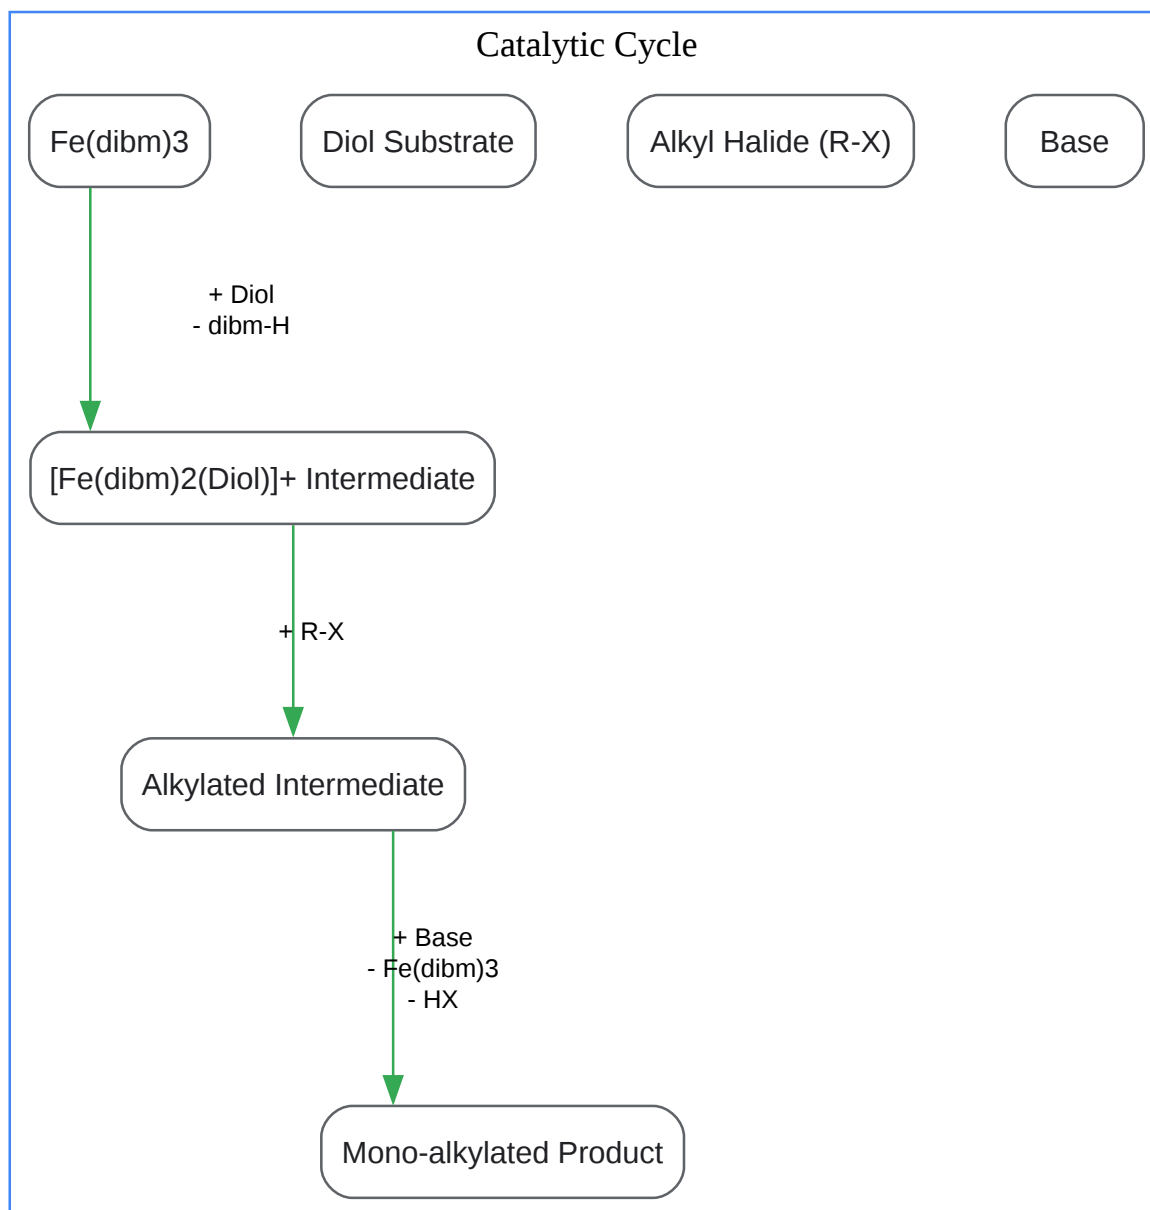 Catalytic Cycle
Fe(dibm)3
Diol Substrate
Alkyl Halide (R-X)
Base
+ Diol
- dibm-H
[Fe(dibm)2(Diol)]+ Intermediate
+ R-X
Alkylated Intermediate
+ Base
- Fe(dibm)3
- HX
Mono-alkylated Product